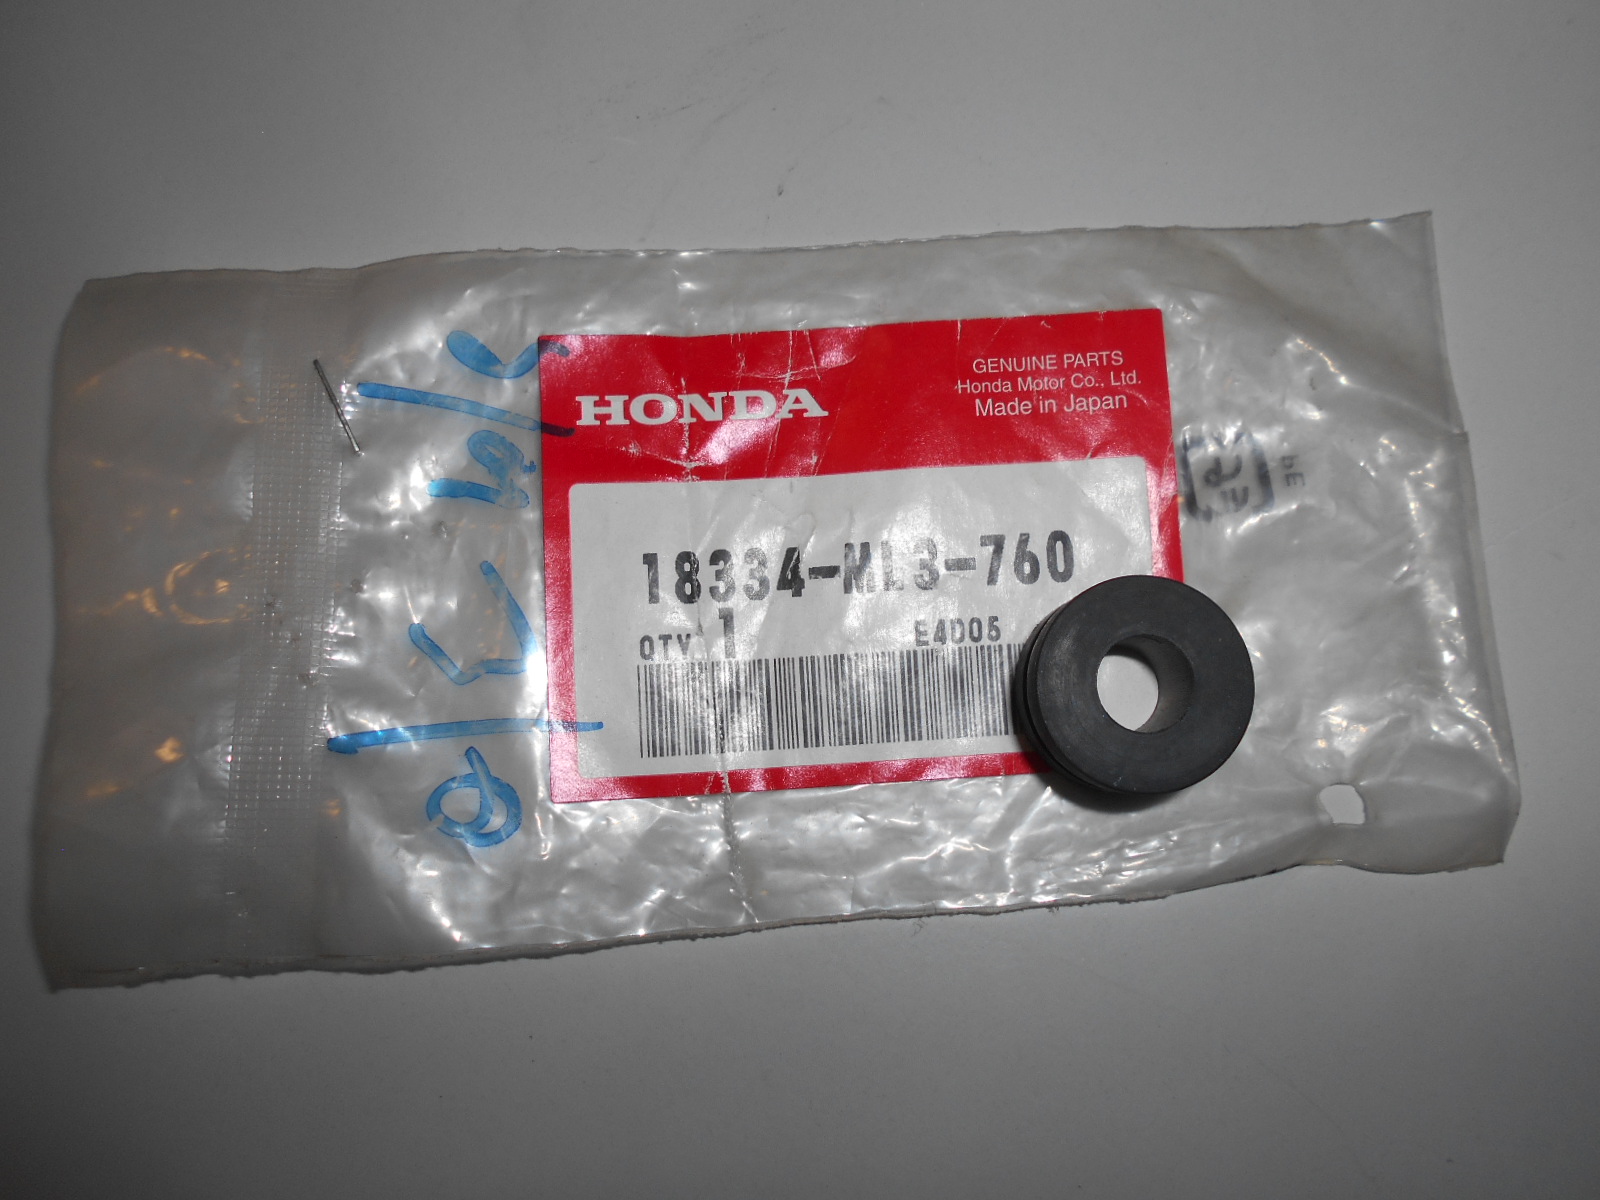 HONDA
GENUINE PARTS
Honda Motor Co., Ltd.
Made in Japan
18334-ML3-760
QTY 1 E4D05